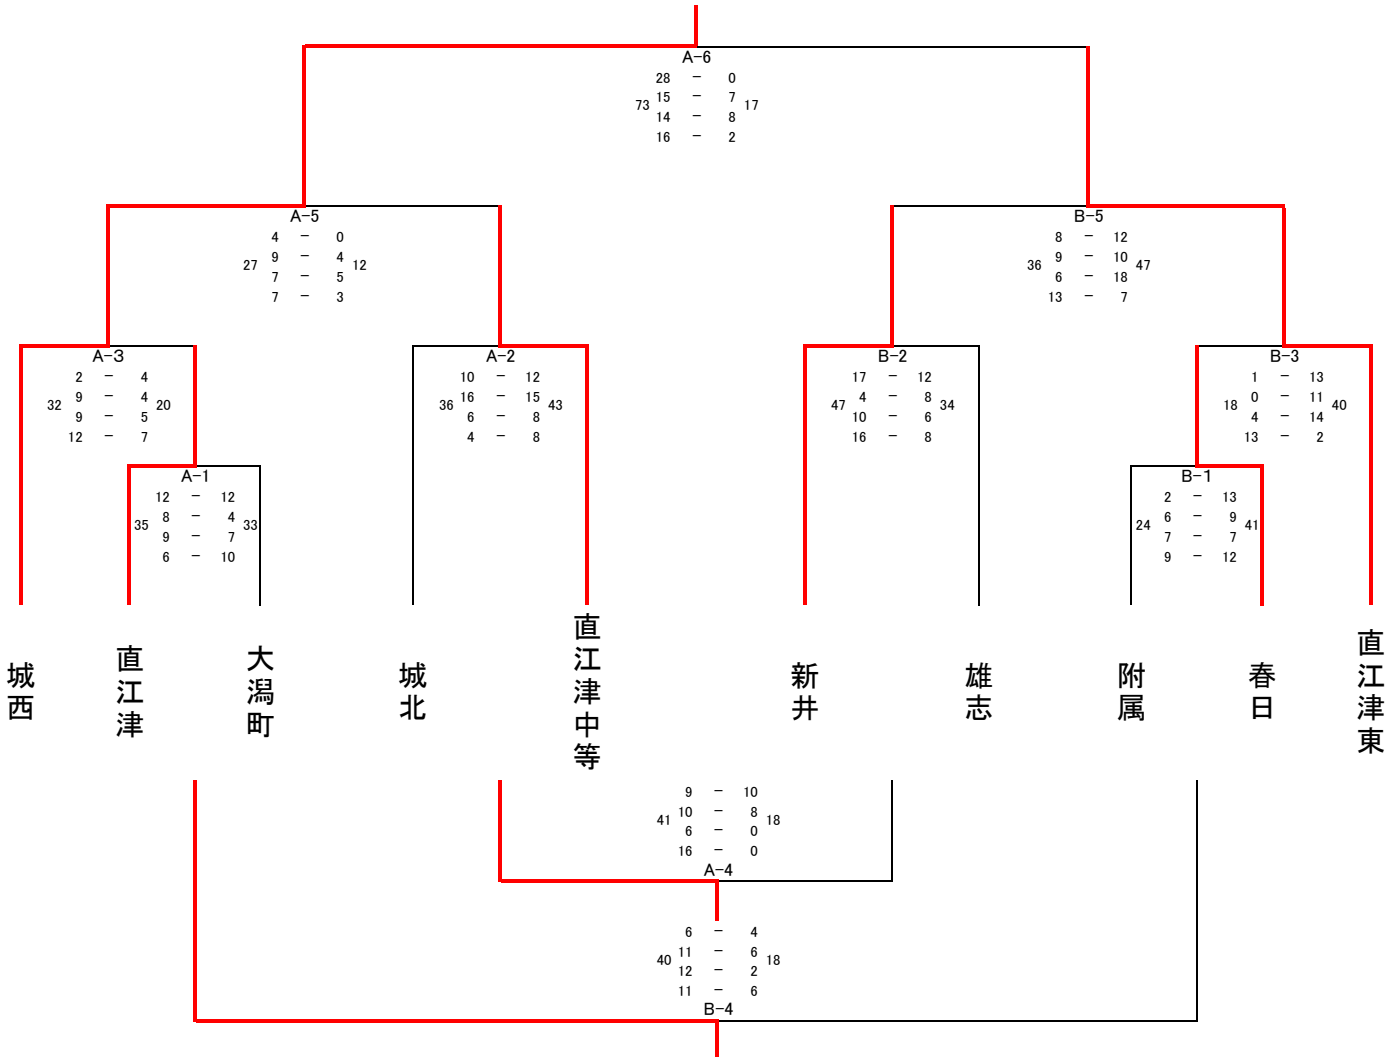 A-6
28 - 0
73 15 - 7 17
14 - 8
16 - 2
A-5
4 - 0
27 9 - 4 12
7 - 5
7 - 3
B-5
8 - 12
36 9 - 10 47
6 - 18
13 - 7
A-3
2 - 4
32 9 - 4 20
9 - 5
12 - 7
A-2
10 - 12
36 16 - 15 43
6 - 8
4 - 8
B-2
17 - 12
47 4 - 8 34
10 - 6
16 - 8
B-3
1 - 13
18 0 - 11 40
4 - 14
13 - 2
A-1
12 - 12
35 8 - 4 33
9 - 7
6 - 10
B-1
2 - 13
24 6 - 9 41
7 - 7
9 - 12
城西
直江津
大潟町
城北
直江津中等
新井
雄志
附属
春日
直江津東
9 - 10
41 10 - 8 18
6 - 0
16 - 0
A-4
6 - 4
40 11 - 6 18
12 - 2
11 - 6
B-4